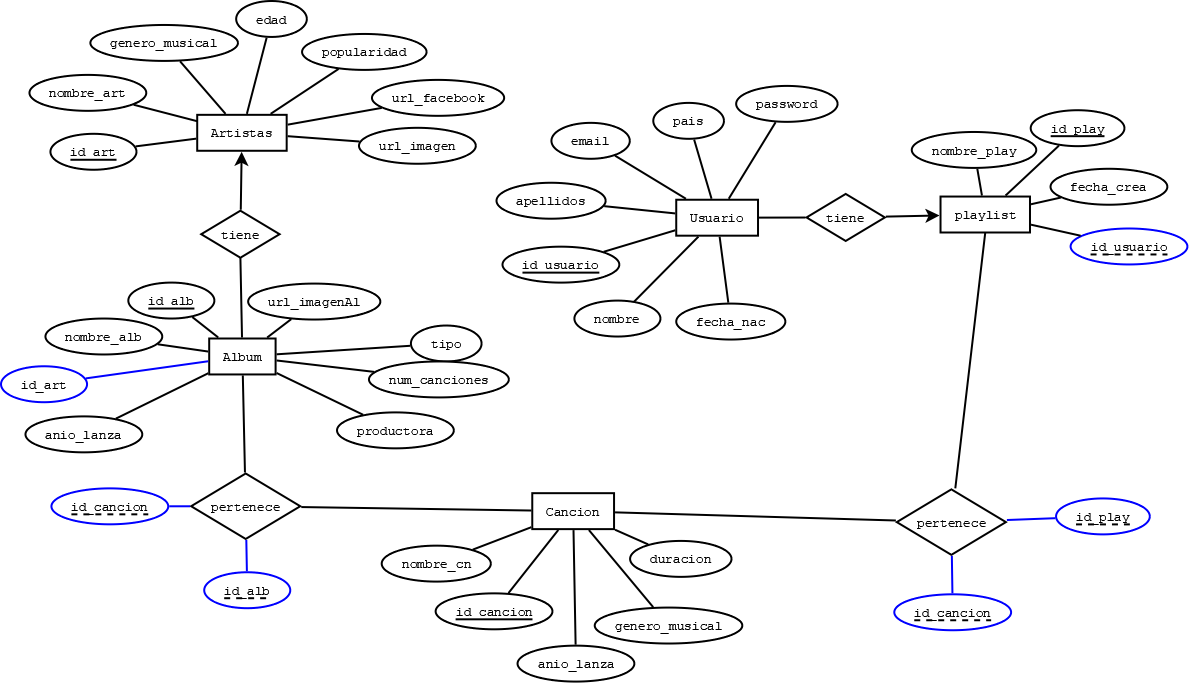 edad
genero_musical
popularidad
nombre_art
url_facebook
Artistas
id_art
url_imagen
tiene
id_alb
url_imagenAl
nombre_alb
tipo
Album
id_art
num_canciones
anio_lanza
productora
password
pais
email
apellidos
Usuario
id_usuario
nombre
fecha_nac
tiene
id_play
nombre_play
fecha_crea
playlist
id_usuario
id_cancion
pertenece
id_alb
Cancion
nombre_cn
duracion
id_cancion
genero_musical
anio_lanza
pertenece
id_play
id_cancion